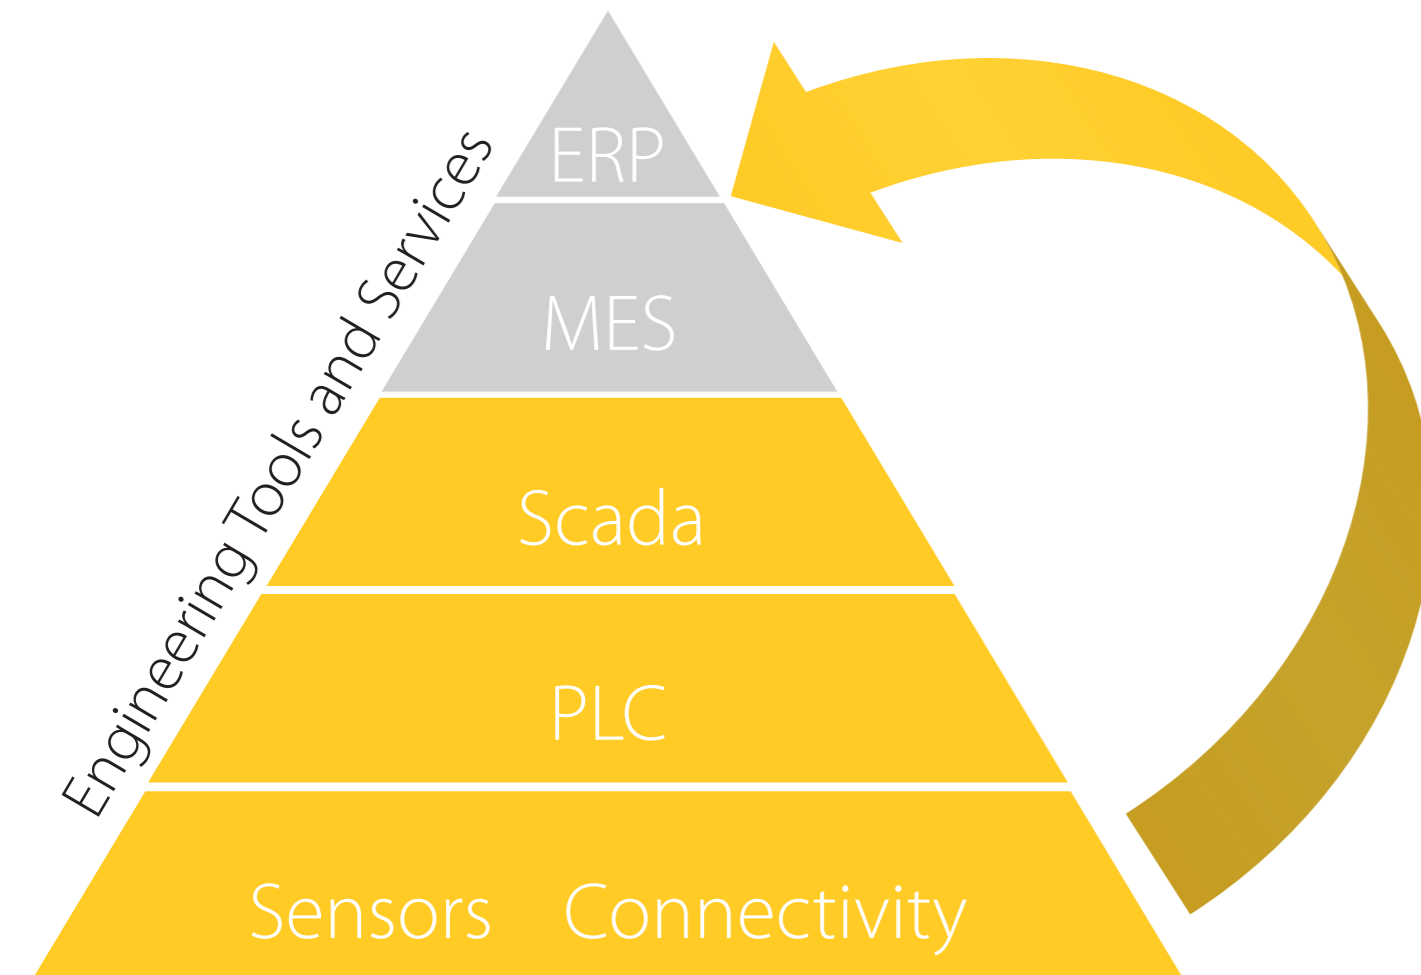 ERP
MES
Scada
PLC
Sensors Connectivity
Engineering Tools and Services